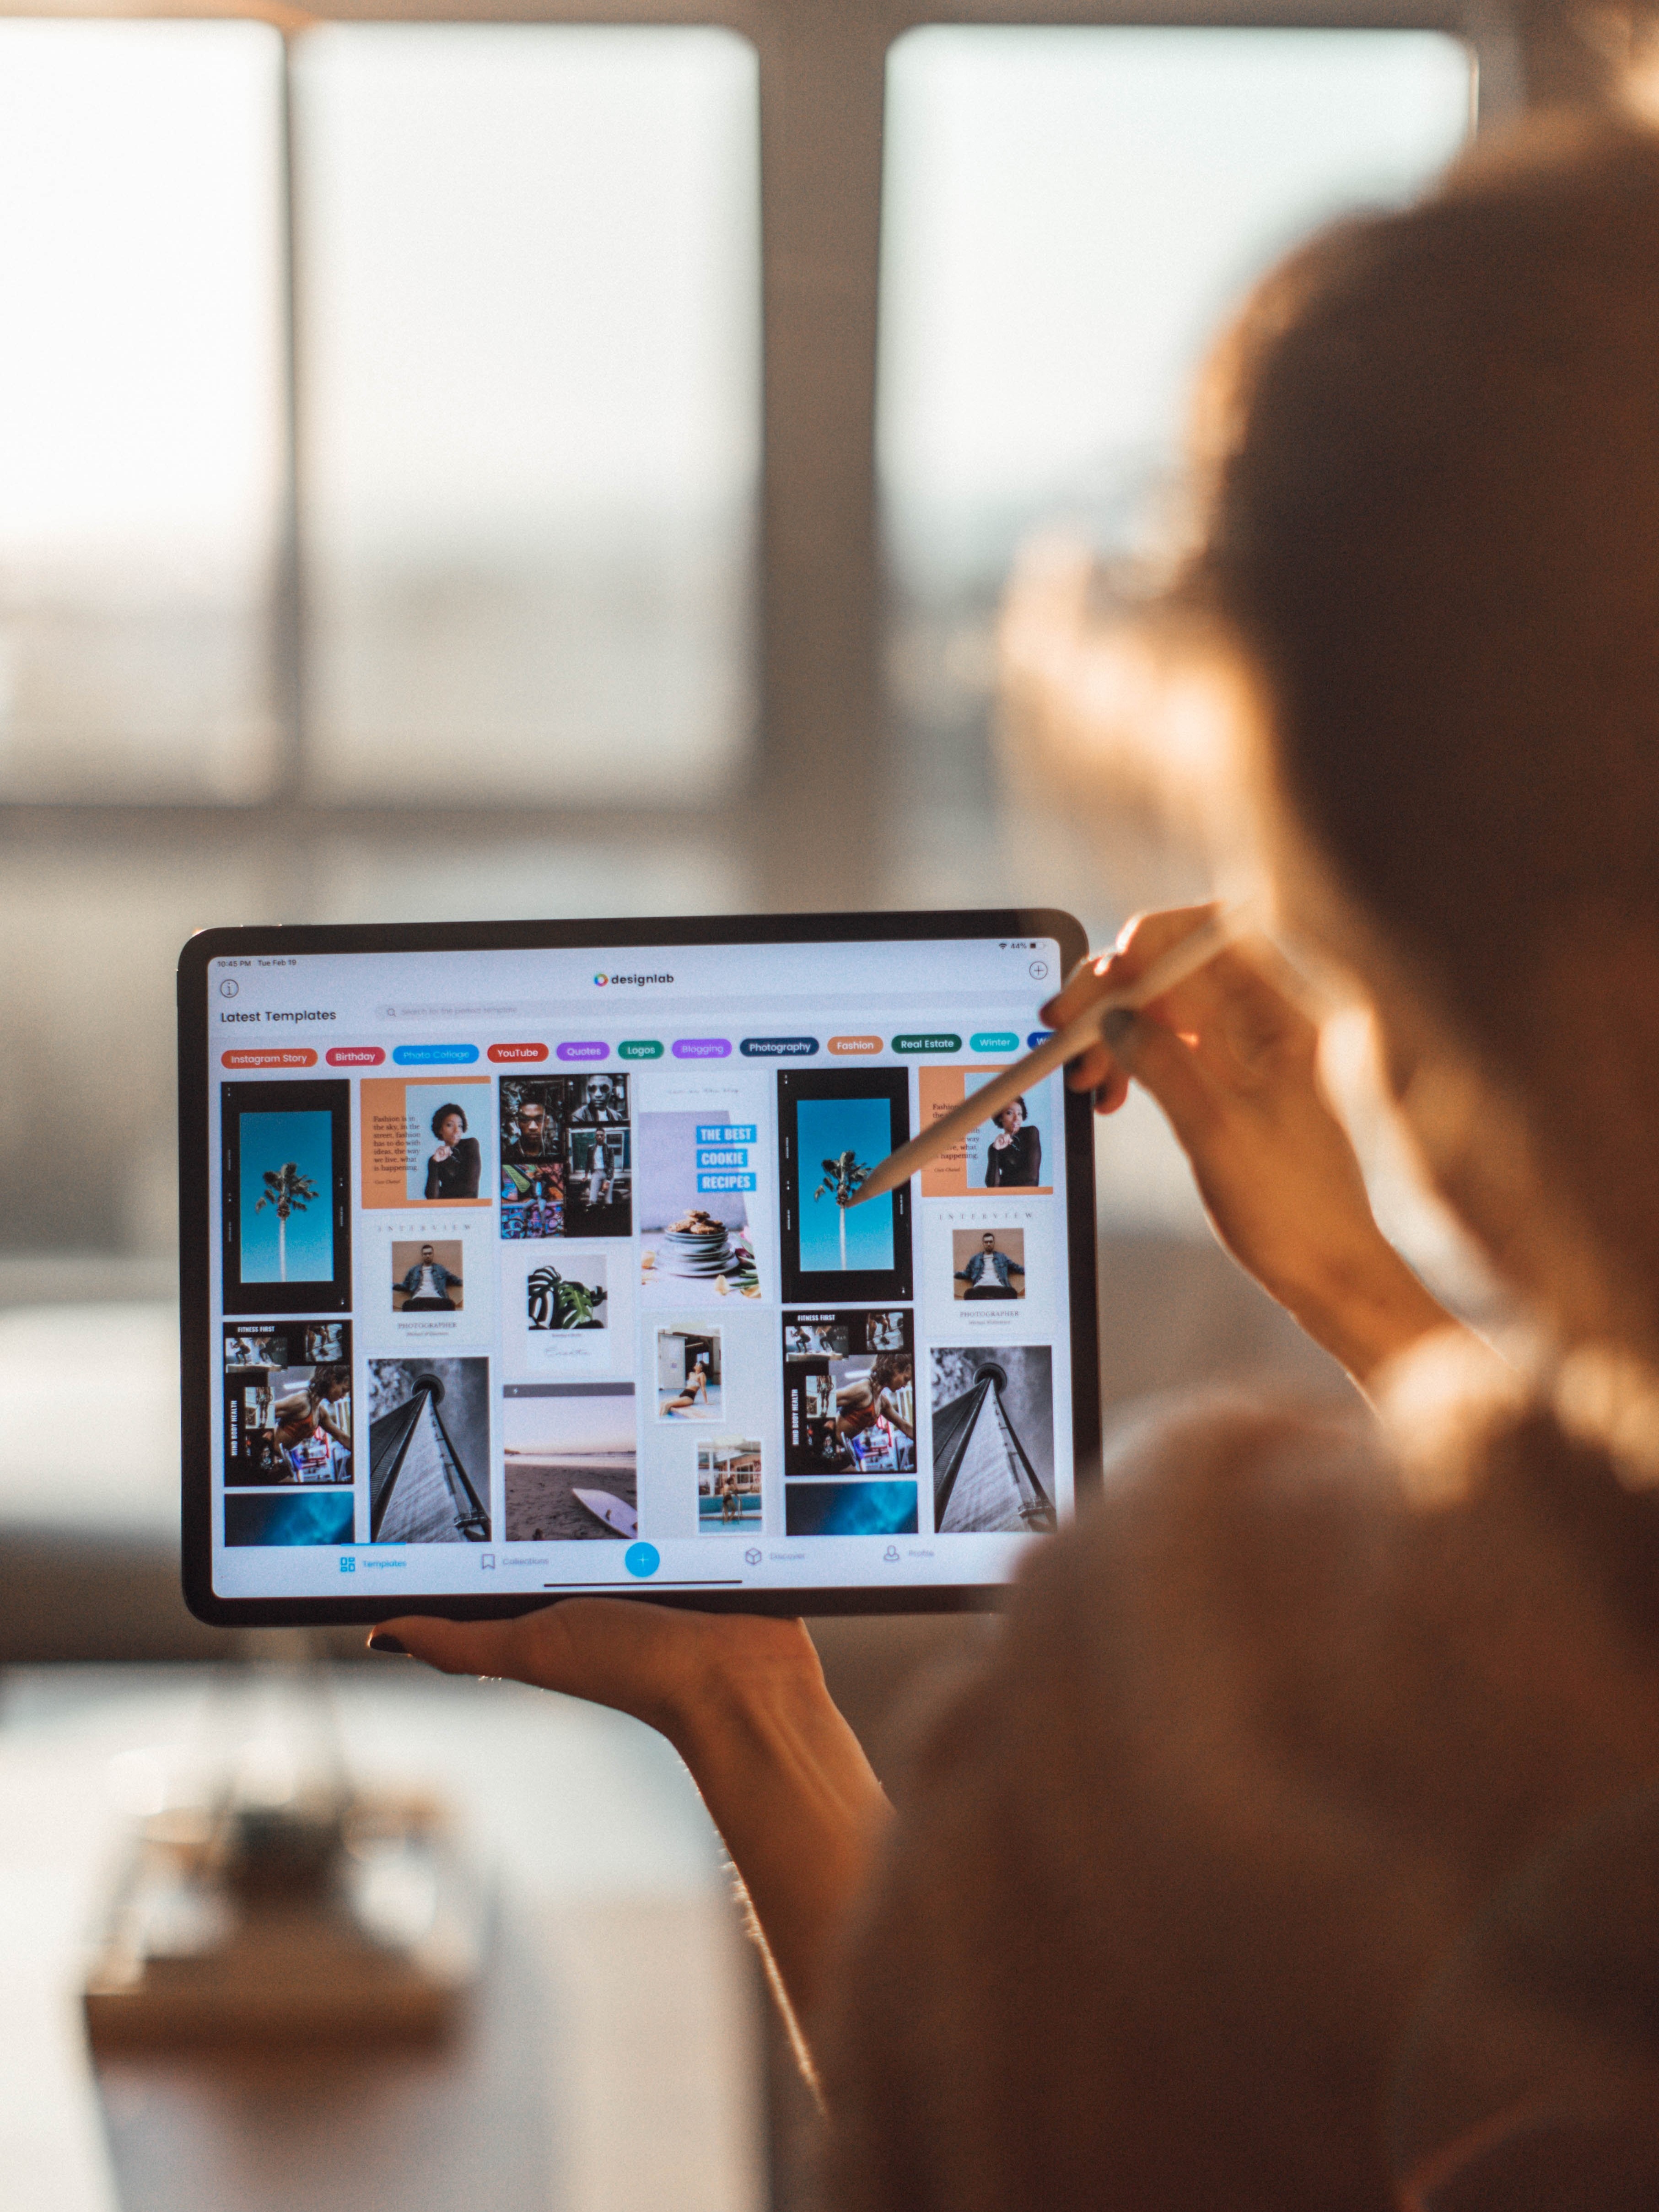 10:45 PM Tue Feb 19
44%
designlab
Latest Templates
Search for the perfect template
Instagram Story
Birthday
Photo Collage
YouTube
Quotes
Logos
Blogging
Photography
Fashion
Real Estate
Winter
W
Fashion is in
the sky, in the
street, fashion
has to do with
ideas, the way
we live, what
is happening.
INTERVIEW
PHOTOGRAPHER
FITNESS FIRST
MIND BODY HEALTH
THE BEST
COOKIE
RECIPES
Fashion is
the
way
what
happening.
INTERVIEW
PHOTOGRAPHER
FITNESS FIRST
MIND BODY HEALTH
Templates
Collections
Discover
Profile